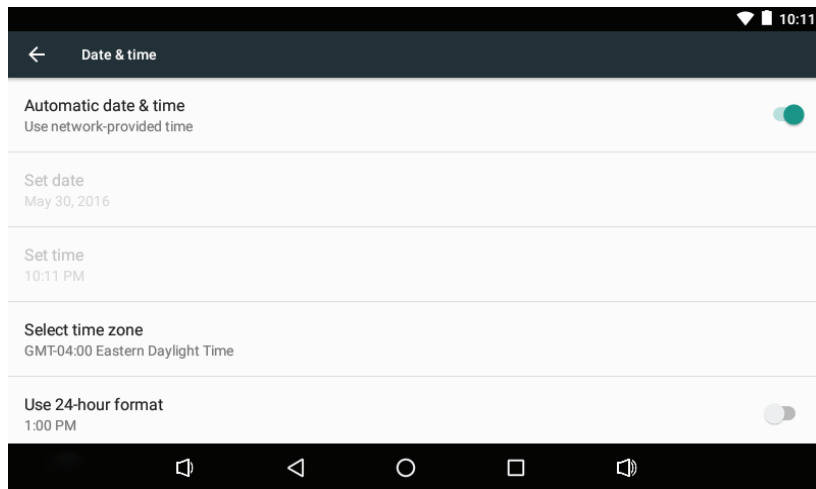 10:11
Date & time
Automatic date & time
Use network-provided time
Set date
May 30, 2016
Set time
10:11 PM
Select time zone
GMT-04:00 Eastern Daylight Time
Use 24-hour format
1:00 PM